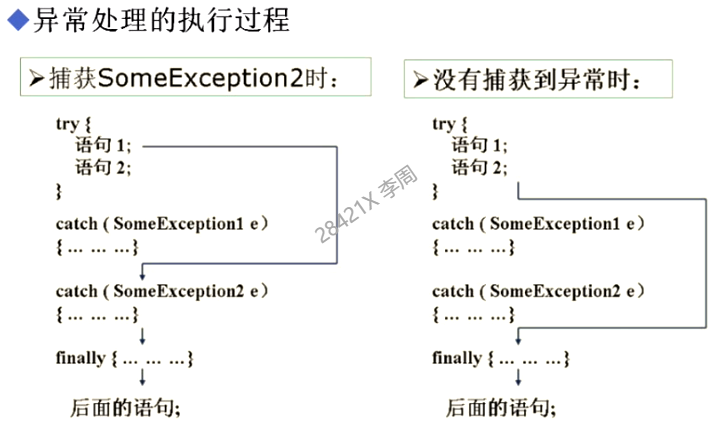 ◆异常处理的执行过程
➢捕获SomeException2时：
try {
语句 1;
语句 2;
}
catch ( SomeException1 e）
{ … … …}
catch ( SomeException2 e）
{ … … …}
finally { … … …}
后面的语句;
➢没有捕获到异常时：
try {
语句 1;
语句 2;
}
catch ( SomeException1 e）
{ … … …}
catch ( SomeException2 e）
{ … … …}
finally { … … …}
后面的语句;
28421X 李周